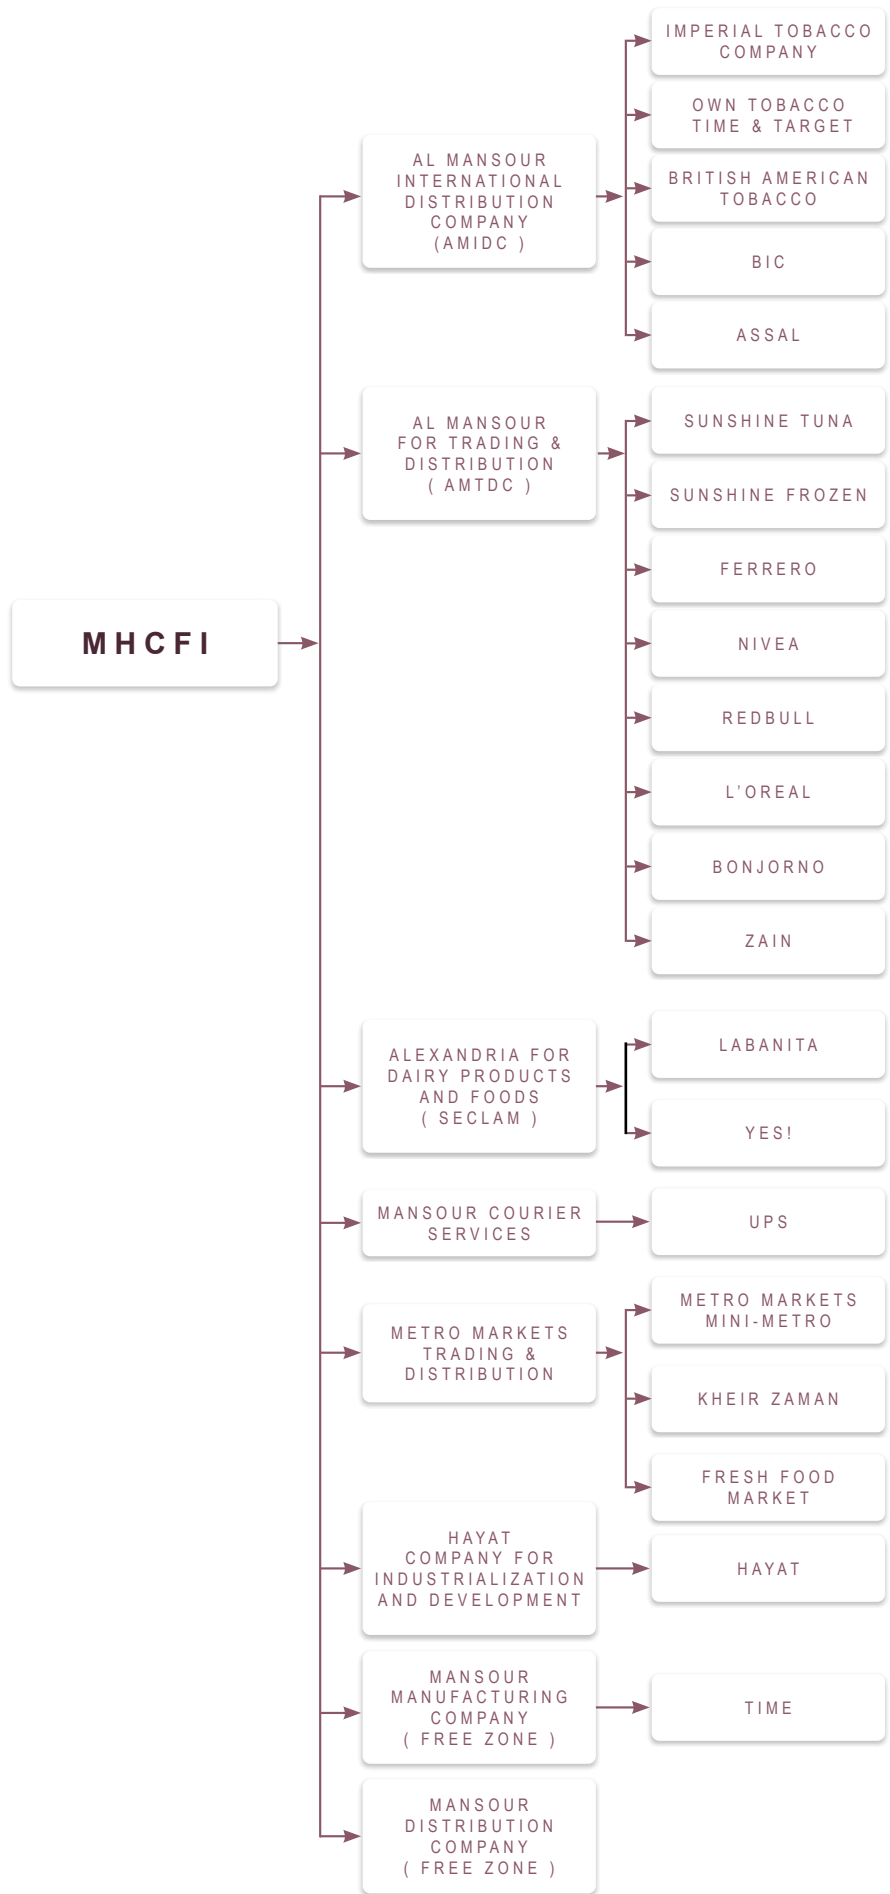 MHCFI
AL MANSOUR
INTERNATIONAL
DISTRIBUTION
COMPANY
(AMIDC )
IMPERIAL TOBACCO
COMPANY
OWN TOBACCO
TIME & TARGET
BRITISH AMERICAN
TOBACCO
BIC
ASSAL
AL MANSOUR
FOR TRADING &
DISTRIBUTION
( AMTDC )
SUNSHINE TUNA
SUNSHINE FROZEN
FERRERO
NIVEA
REDBULL
L’OREAL
BONJORNO
ZAIN
ALEXANDRIA FOR
DAIRY PRODUCTS
AND FOODS
( SECLAM )
LABANITA
YES!
MANSOUR COURIER
SERVICES
UPS
METRO MARKETS
TRADING &
DISTRIBUTION
METRO MARKETS
MINI-METRO
KHEIR ZAMAN
FRESH FOOD
MARKET
HAYAT
COMPANY FOR
INDUSTRIALIZATION
AND DEVELOPMENT
HAYAT
MANSOUR
MANUFACTURING
COMPANY
( FREE ZONE )
TIME
MANSOUR
DISTRIBUTION
COMPANY
( FREE ZONE )